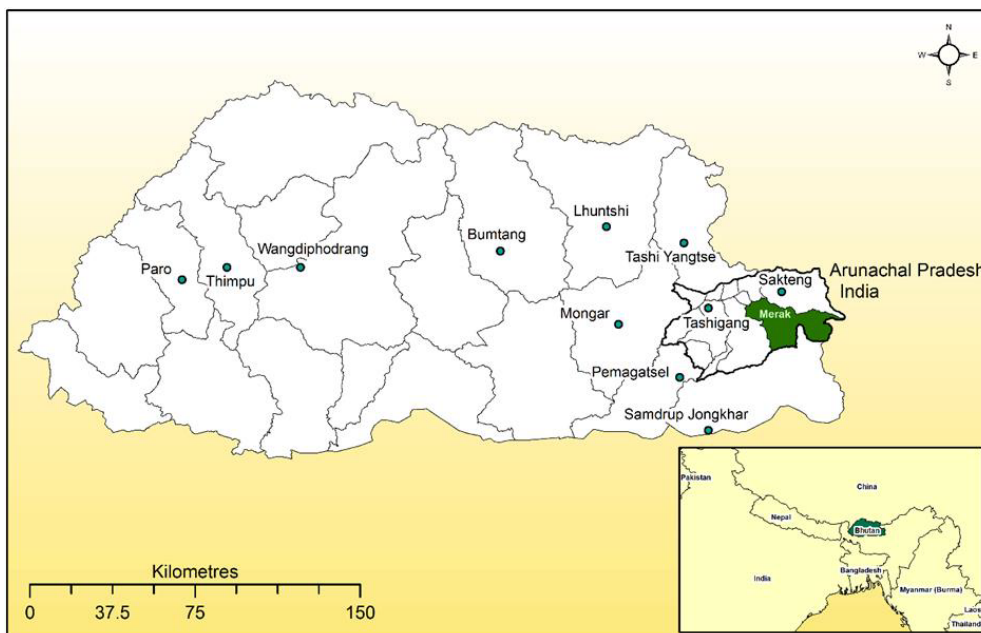 N
W E
S
Lhuntshi
Wangdiphodrang
Bumtang
Tashi Yangtse
Paro
Thimpu
Arunachal Pradesh
India
Sakteng
Mongar
Tashigang
Merak
Pemagatsel
Samdrup Jongkhar
Kilometres
0 37.5 75 150
Pakistan
China
Nepal
Bhutan
Bangladesh
India
Myanmar (Burma)
Laos
Thailand